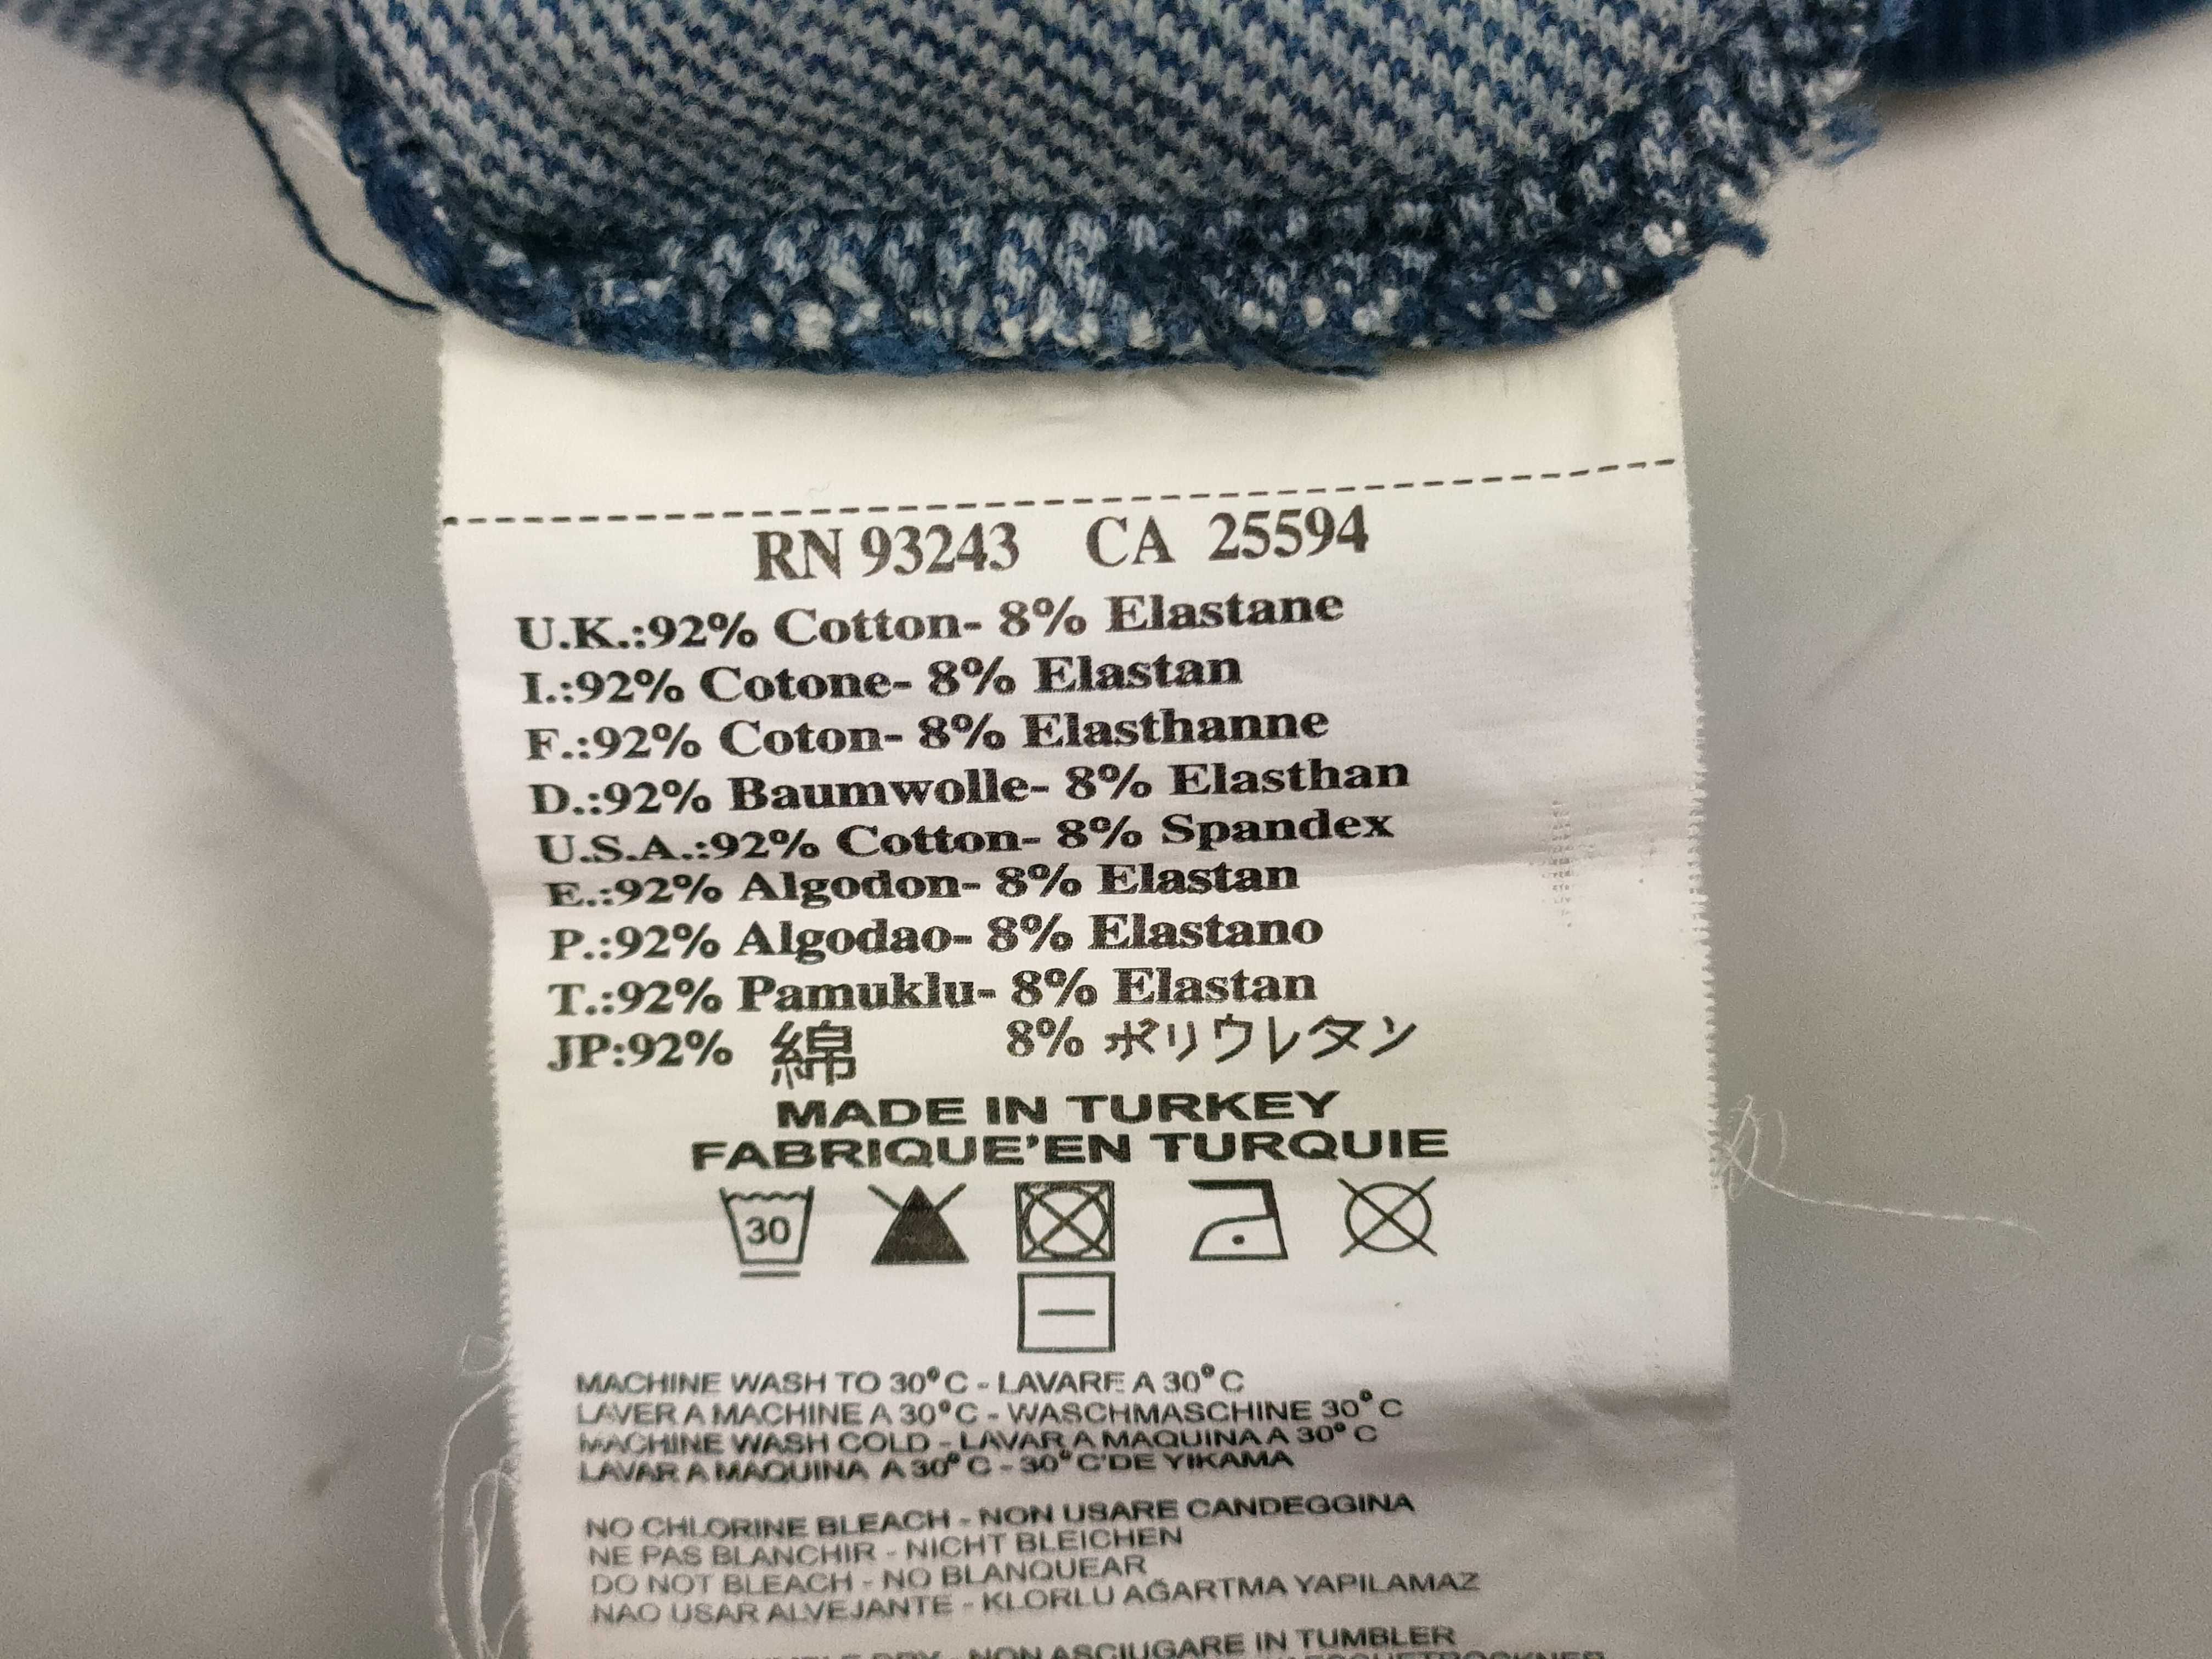 RN 93243 CA 25594
U.K.:92% Cotton- 8% Elastane
I.:92% Cotone- 8% Elastan
F.:92% Coton- 8% Elasthanne
D.:92% Baumwolle- 8% Elasthan
U.S.A.:92% Cotton- 8% Spandex
E.:92% Algodon- 8% Elastan
P.:92% Algodao- 8% Elastano
T.:92% Pamuklu- 8% Elastan
JP:92% 綿 8% ポリウレタン
MADE IN TURKEY
FABRIQUE'EN TURQUIE
30
MACHINE WASH TO 30°C - LAVARE A 30°C
LAVER A MACHINE A 30°C - WASCHMASCHINE 30°C
MACHINE WASH COLD - LAVAR A MAQUINA A 30°C
LAVAR A MAQUINA A 30°C - 30°C'DE YIKAMA
NO CHLORINE BLEACH - NON USARE CANDEGGINA
NE PAS BLANCHIR - NICHT BLEICHEN
DO NOT BLEACH - NO BLANQUEAR
NAO USAR ALVEJANTE - KLORLU AĞARTMA YAPILAMAZ
DRY - NON ASCIUGARE IN TUMBLER